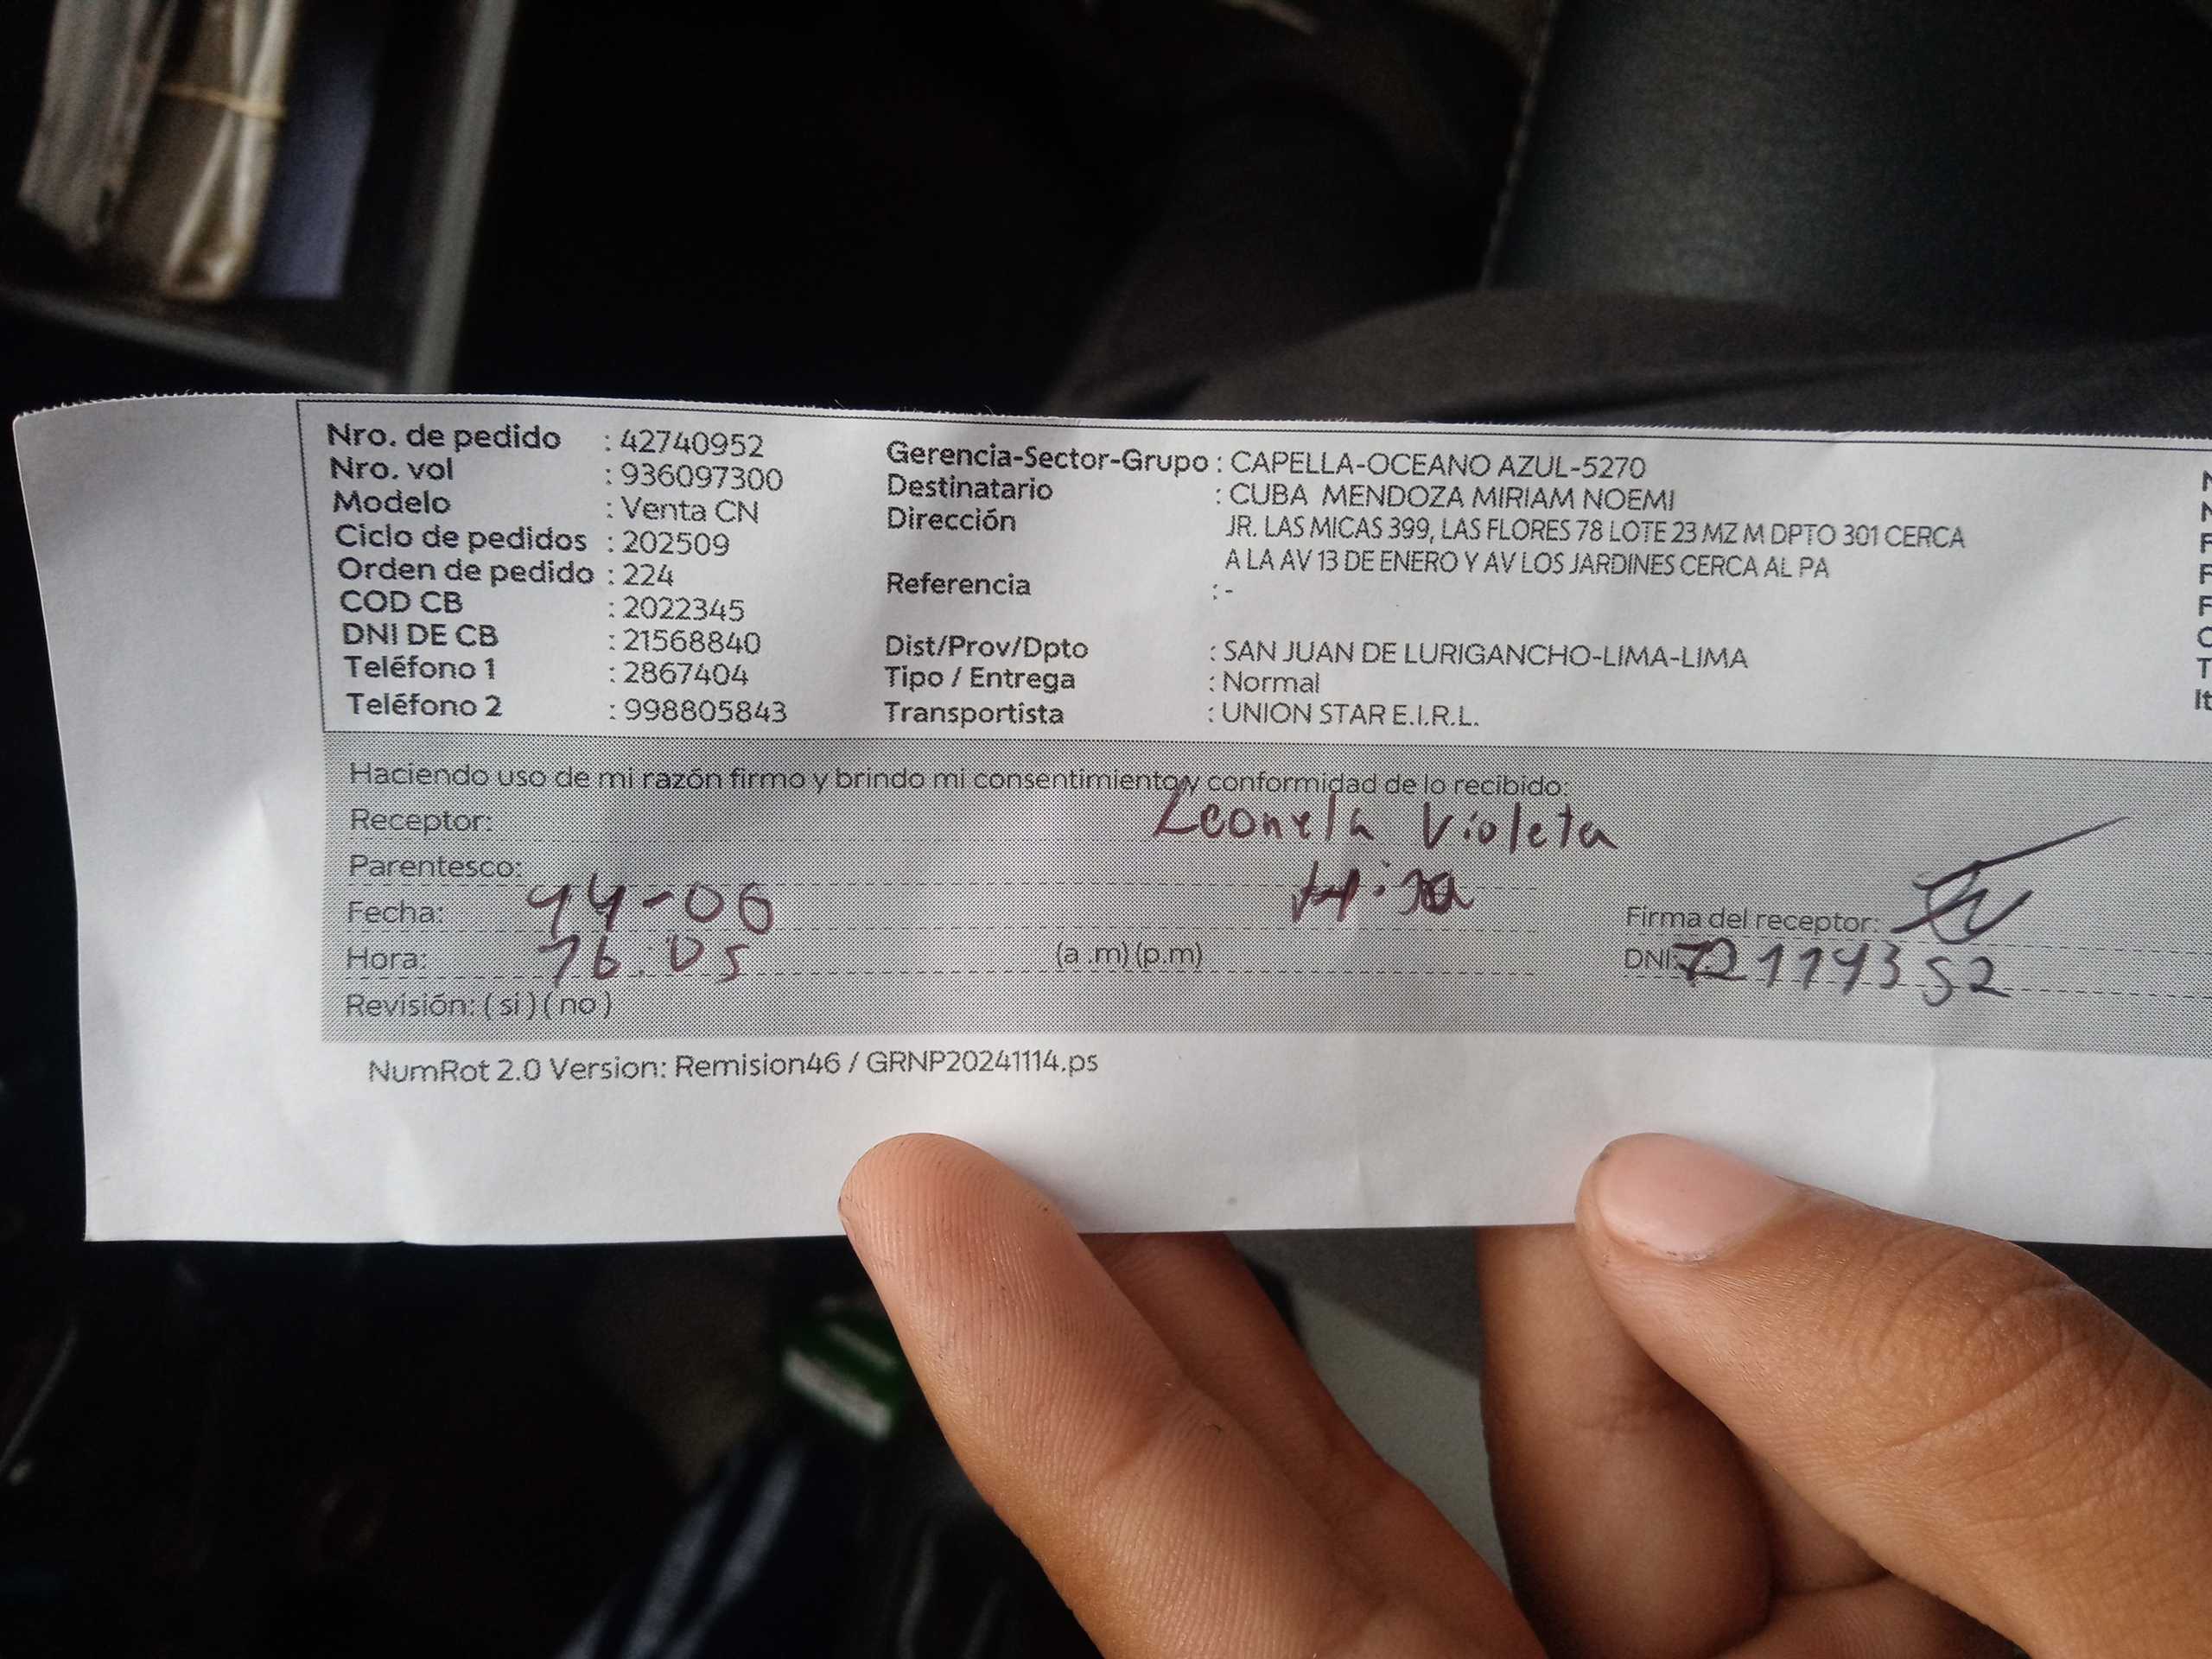 Nro. de pedido : 42740952
Nro. vol : 936097300
Modelo : Venta CN
Ciclo de pedidos : 202509
Orden de pedido : 224
COD CB : 2022345
DNI DE CB : 21568840
Teléfono 1 : 2867404
Teléfono 2 : 998805843
Gerencia-Sector-Grupo : CAPELLA-OCEANO AZUL-5270
Destinatario : CUBA MENDOZA MIRIAM NOEMI
Dirección JR. LAS MICAS 399, LAS FLORES 78 LOTE 23 MZ M DPTO 301 CERCA
A LA AV 13 DE ENERO Y AV LOS JARDINES CERCA AL PA
Referencia : -
Dist/Prov/Dpto : SAN JUAN DE LURIGANCHO-LIMA-LIMA
Tipo / Entrega : Normal
Transportista : UNION STAR E.I.R.L.
Haciendo uso de mi razón firmo y brindo mi consentimiento y conformidad de lo recibido:
Receptor: Leonela Violeta
Parentesco:
Fecha: 14-06
Hora: 16:05 (a .m) (p.m)
Revisión: ( si ) ( no )
Firma del receptor:
DNI: 72111352
NumRot 2.0 Version: Remision46 / GRNP20241114.ps